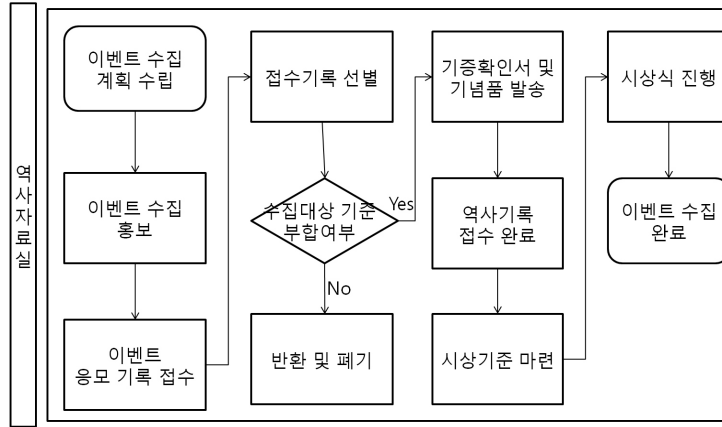 역사자료실
이벤트 수집
계획 수립
이벤트 수집
홍보
이벤트
응모 기록 접수
접수기록 선별
수집대상 기준
부합여부
Yes
No
반환 및 폐기
기증확인서 및
기념품 발송
역사기록
접수 완료
시상기준 마련
시상식 진행
이벤트 수집
완료